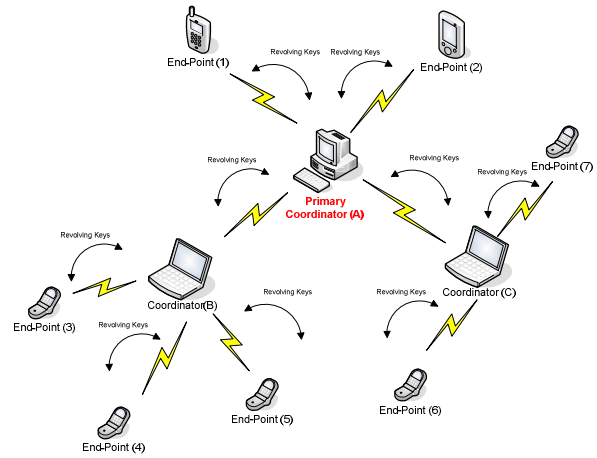 Revolving Keys
Revolving Keys
End-Point (1)
End-Point (2)
Revolving Keys
Revolving Keys
Revolving Keys
End-Point (7)
Primary
Coordinator (A)
Revolving Keys
Coordinator(B)
Coordinator (C)
Revolving Keys
Revolving Keys
End-Point (3)
Revolving Keys
End-Point (5)
End-Point (6)
End-Point (4)